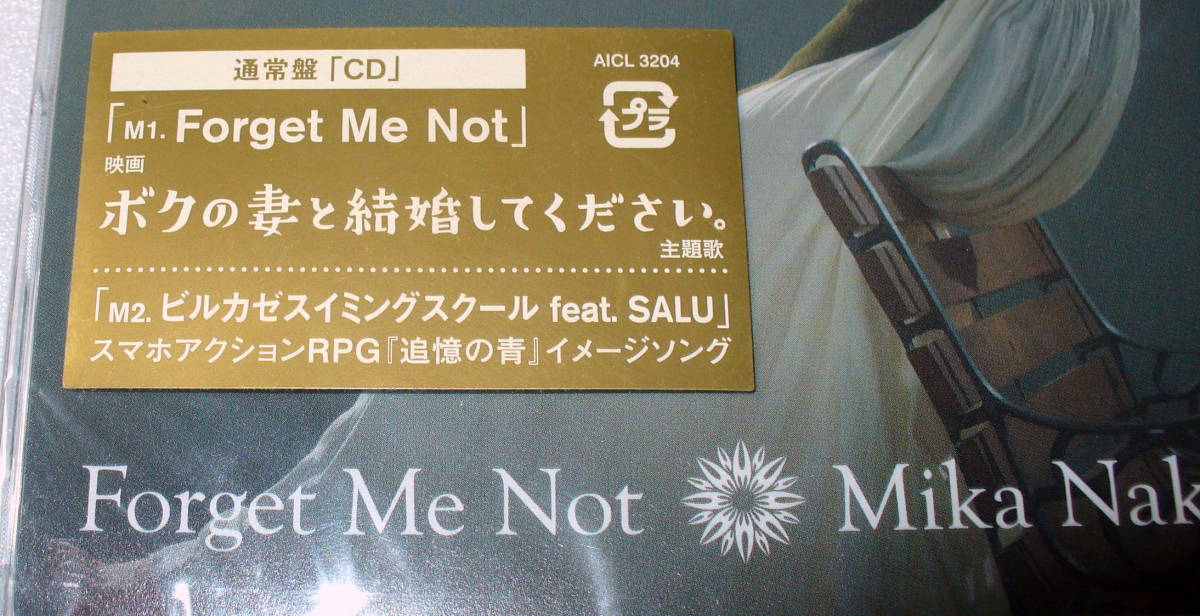 通常盤「CD」
AICL 3204
プラ
「M1. Forget Me Not」
映画
ボクの妻と結婚してください。
主題歌
「M2. ビルカゼスイミングスクール feat. SALU」
スマホアクションRPG『追憶の青』イメージソング
Forget Me Not Mika Nak